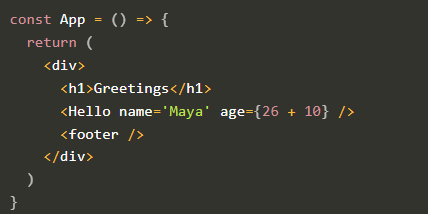 const App = () => {
  return (
    <div>
      <h1>Greetings</h1>
      <Hello name='Maya' age={26 + 10} />
      <footer />
    </div>
  )
}